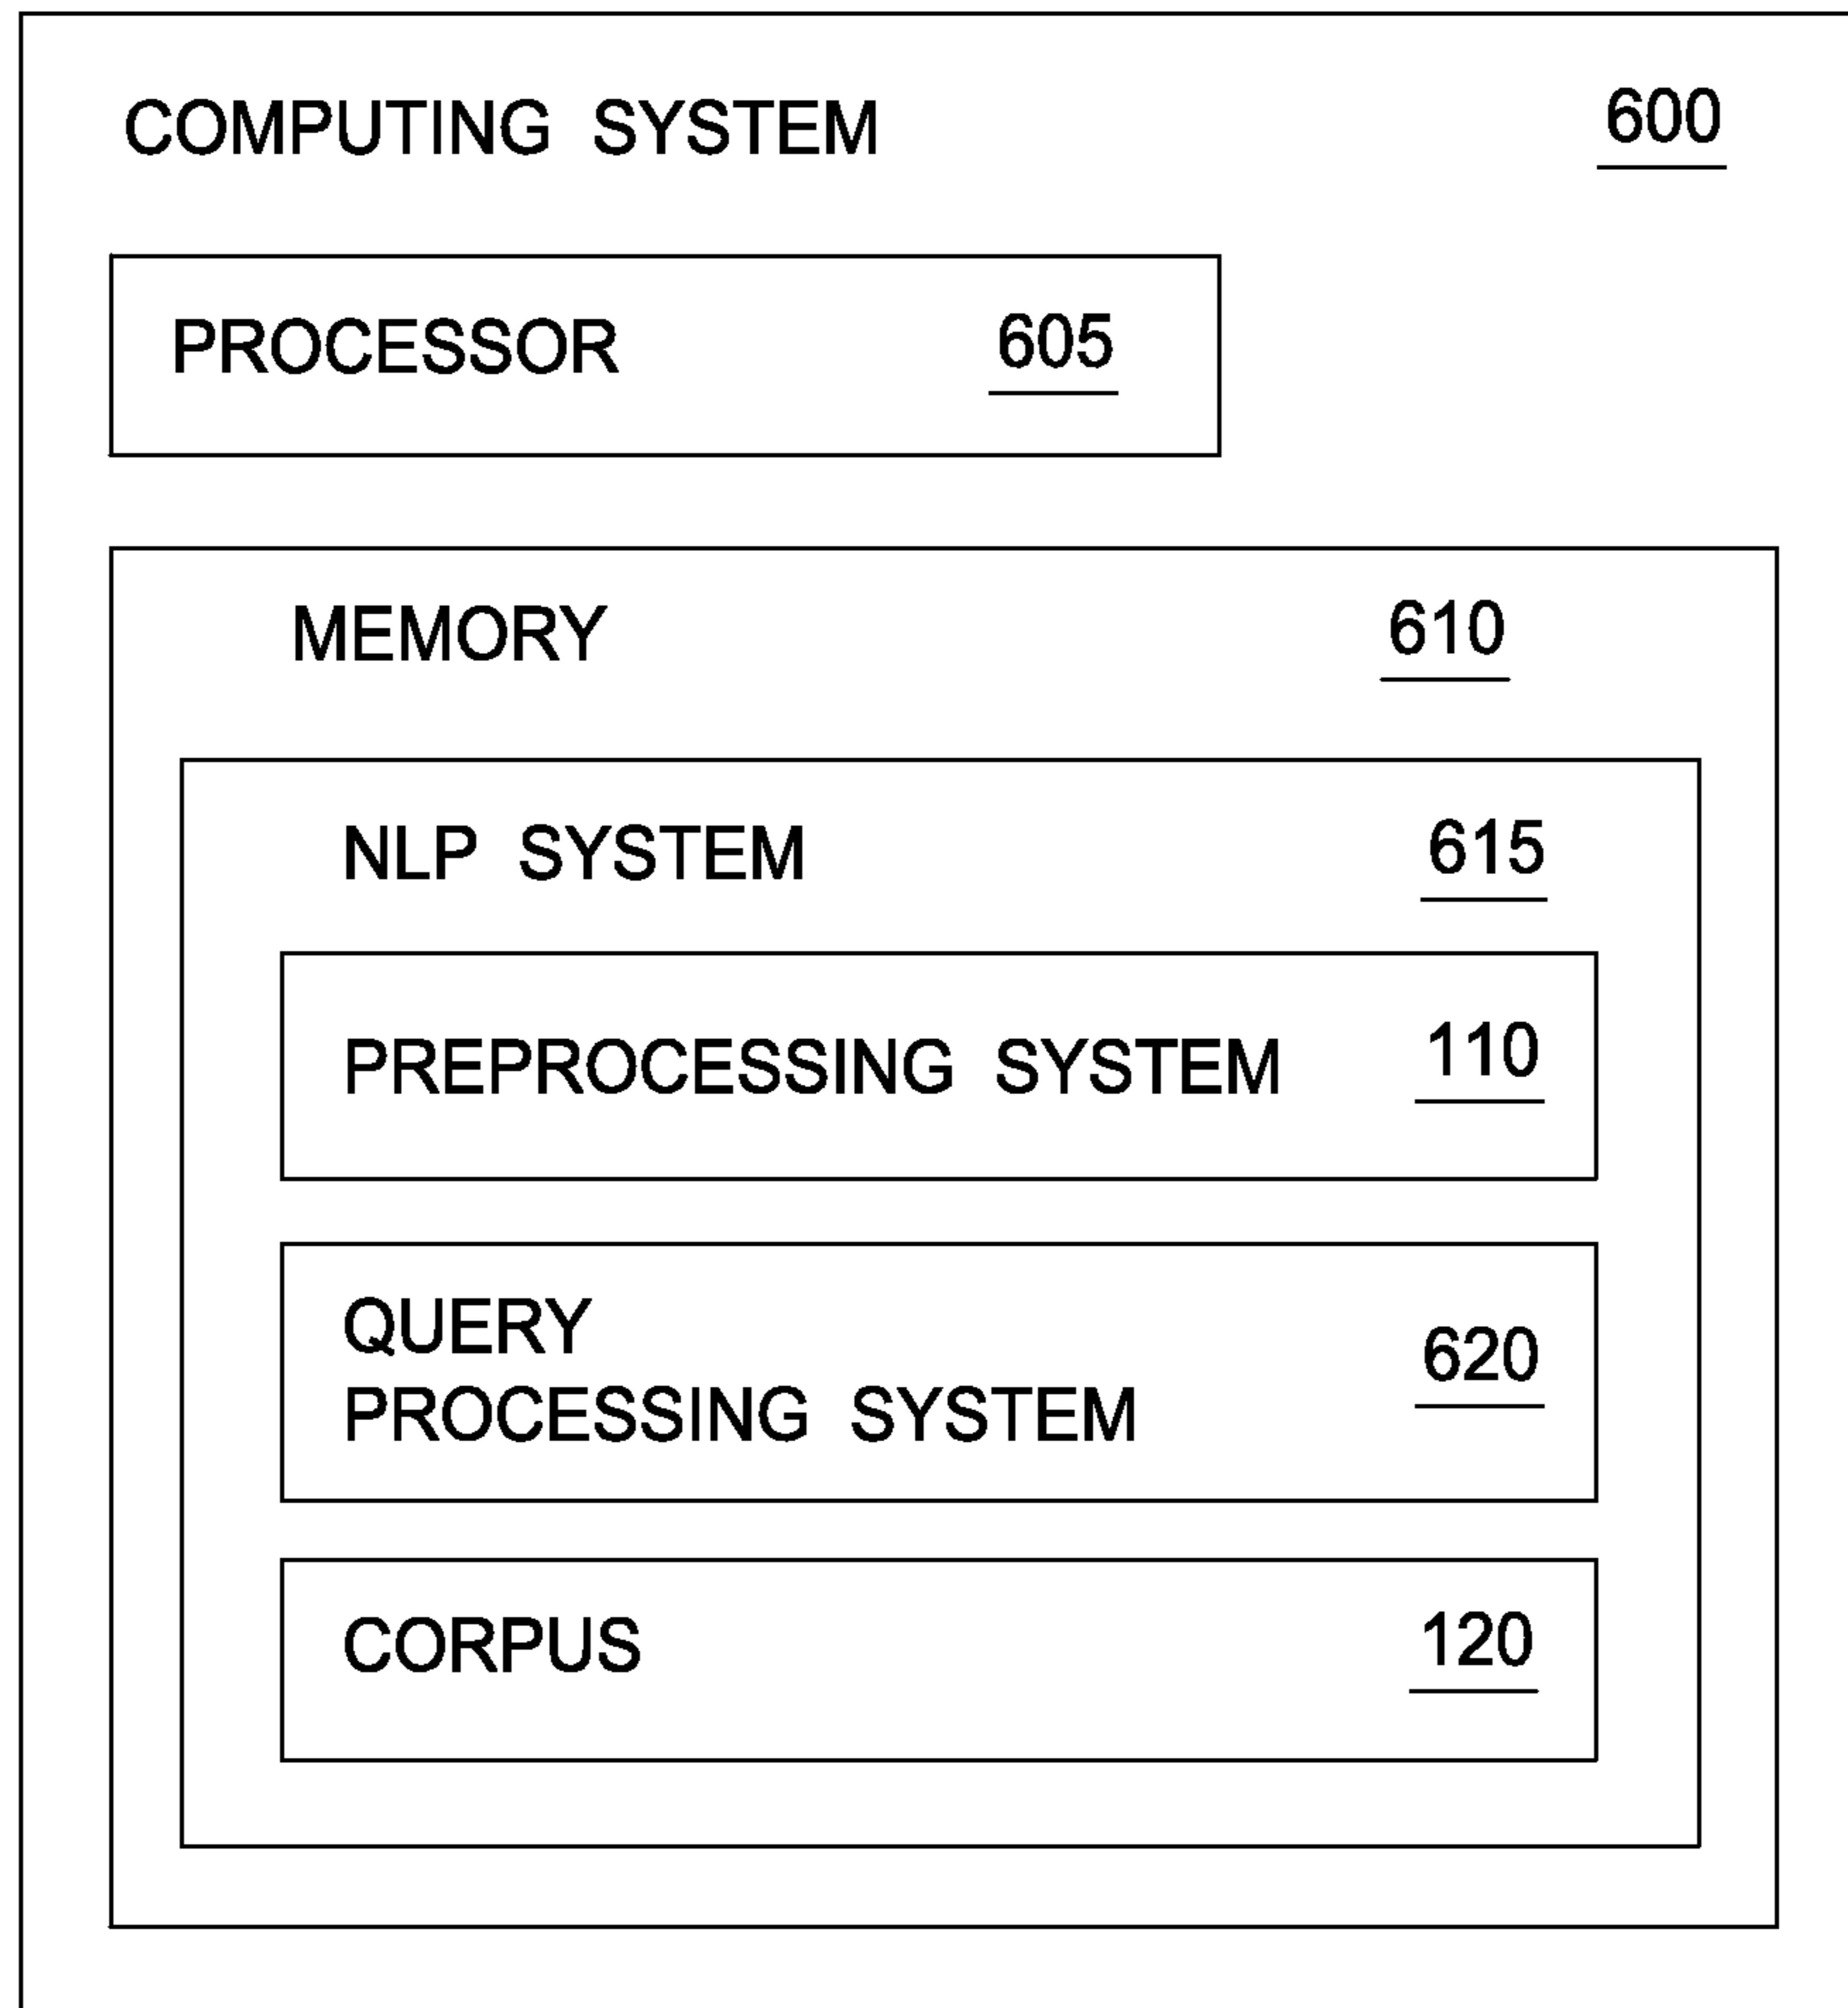 COMPUTING SYSTEM 600
PROCESSOR 605
MEMORY 610
NLP SYSTEM 615
PREPROCESSING SYSTEM 110
QUERY
PROCESSING SYSTEM 620
CORPUS 120